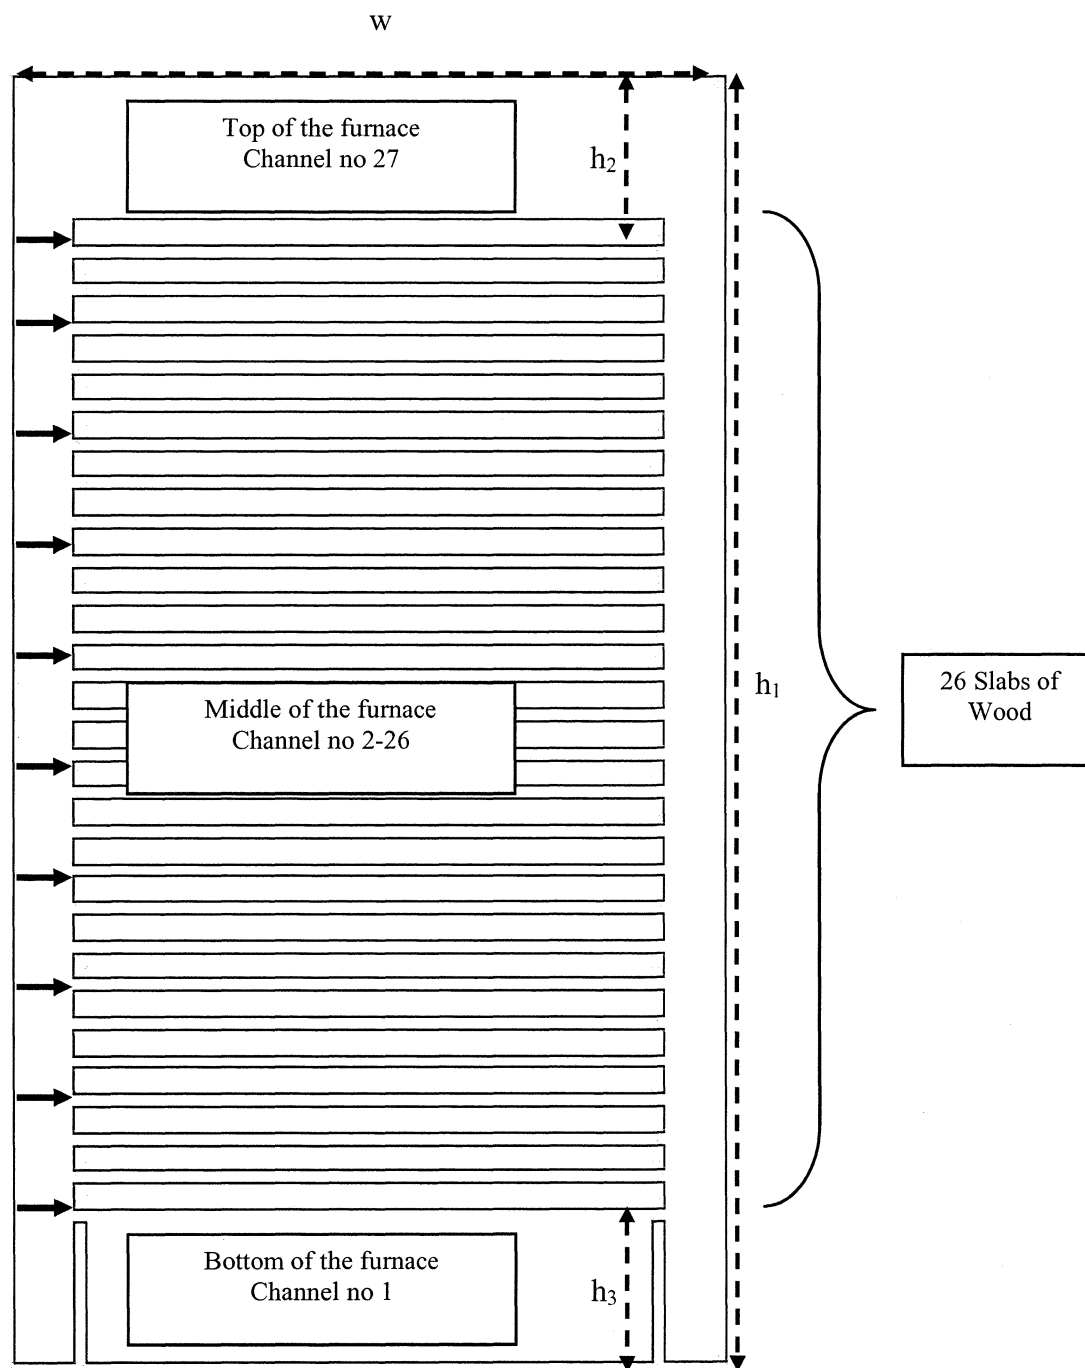 w
Top of the furnace
Channel no 27
h₂
Middle of the furnace
Channel no 2-26
h₁
26 Slabs of
Wood
Bottom of the furnace
Channel no 1
h₃